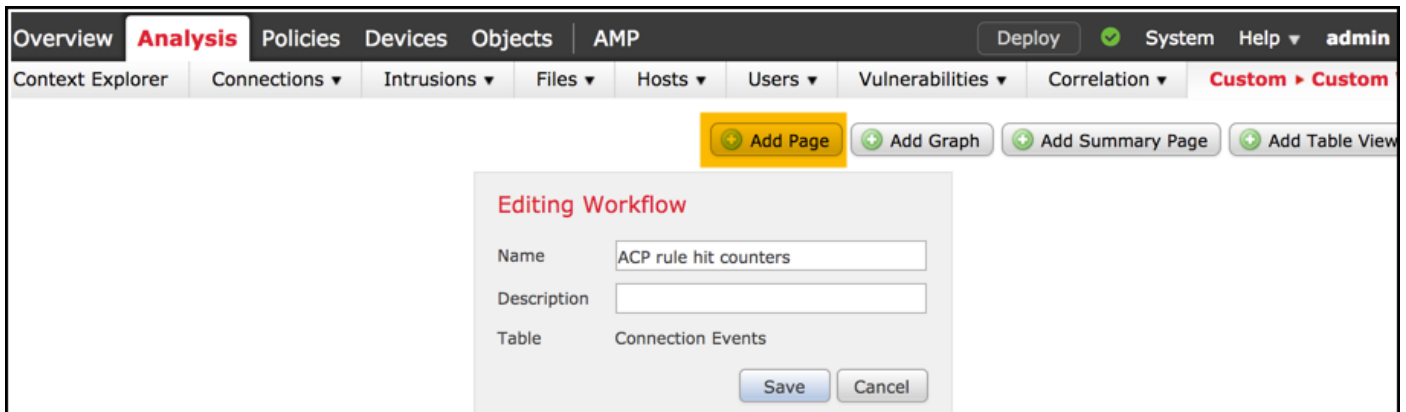 Overview Analysis Policies Devices Objects AMP Deploy System Help admin
Context Explorer Connections Intrusions Files Hosts Users Vulnerabilities Correlation Custom Custom
Add Page Add Graph Add Summary Page Add Table View
Editing Workflow
Name ACP rule hit counters
Description
Table Connection Events
Save Cancel